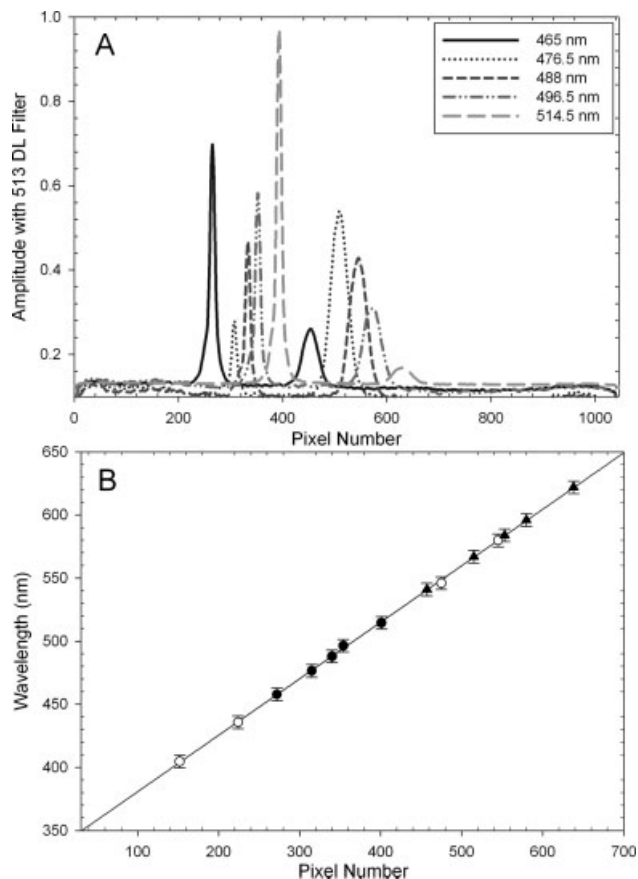 A
1.0
0.8
0.6
0.4
0.2
Amplitude with 513 DL Filter
465 nm
476.5 nm
488 nm
496.5 nm
514.5 nm
0 200 400 600 800 1000
Pixel Number
B
650
600
550
500
450
400
350
Wavelength (nm)
100 200 300 400 500 600 700
Pixel Number